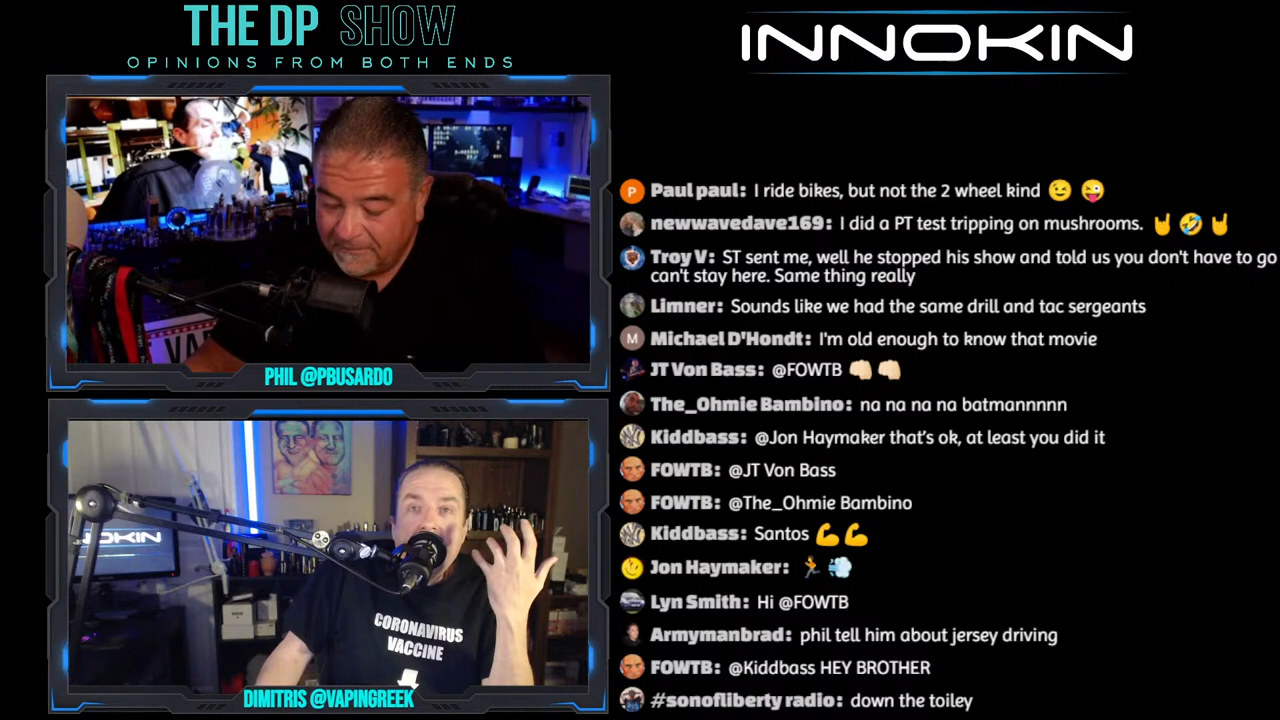 THE DP SHOW
OPINIONS FROM BOTH ENDS
INNOKIN
PHIL @PBUSARDO
Paul paul: I ride bikes, but not the 2 wheel kind 😉 😜
newwavedave169: I did a PT test tripping on mushrooms. 🤘 🤣 🤘
Troy V: ST sent me, well he stopped his show and told us you don't have to go
can't stay here. Same thing really
Limner: Sounds like we had the same drill and tac sergeants
Michael D'Hondt: I'm old enough to know that movie
JT Von Bass: @FOWTB 👊🏻 👊🏻
The_Ohmie Bambino: na na na na batmannnnn
Kiddbass: @Jon Haymaker that's ok, at least you did it
FOWTB: @JT Von Bass
FOWTB: @The_Ohmie Bambino
Kiddbass: Santos 💪 💪
Jon Haymaker: 🏃 💨
Lyn Smith: Hi @FOWTB
Armymanbrad: phil tell him about jersey driving
FOWTB: @Kiddbass HEY BROTHER
#sonofliberty radio: down the toiley
NOKIN
CORONAVIRUS
VACCINE
DIMITRIS @VAPINGREEK